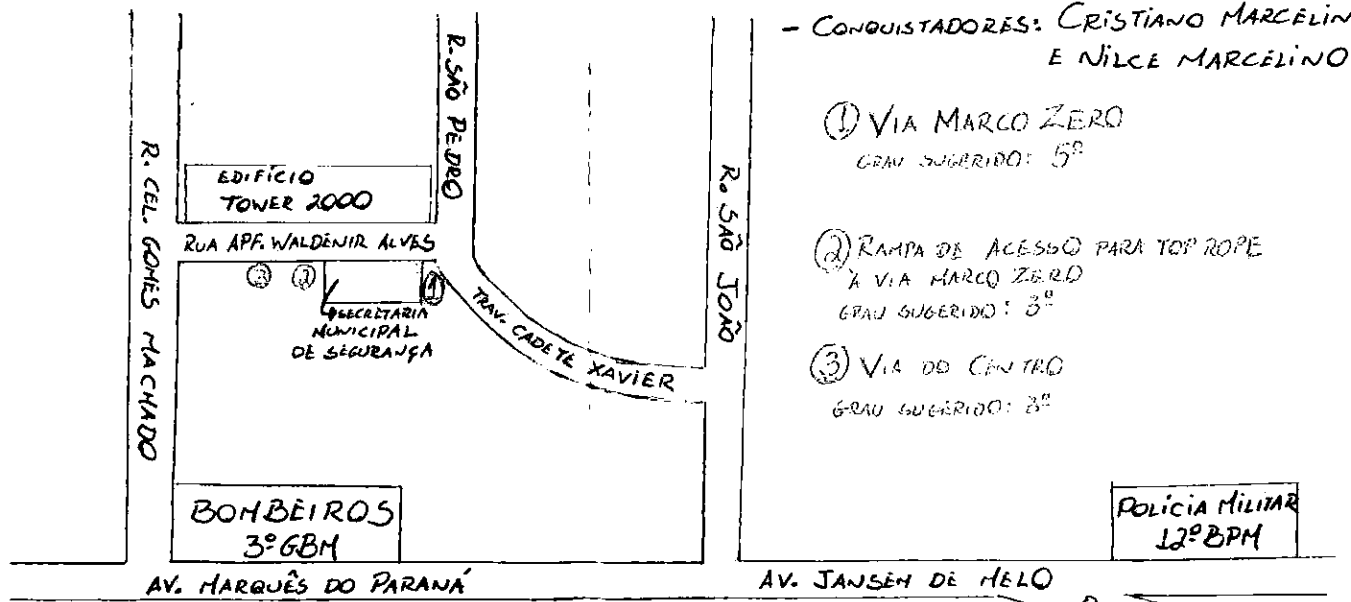 - CONQUISTADORES: CRISTIANO MARCELIN
E NILCE MARCELINO
① VIA MARCO ZERO
GRAU SUGERIDO: 5º
② RAMPA DE ACESSO PARA TOP ROPE
À VIA MARCO ZERO
GRAU SUGERIDO: 3º
③ VIA DO CENTRO
GRAU SUGERIDO: 3º
R. CEL. GOMES MACHADO
R. SÃO PEDRO
R. SÃO JOÃO
EDIFÍCIO
TOWER 2000
RUA APF. WALDENIR ALVES
③ ② ①
SECRETARIA
MUNICIPAL
DE SEGURANÇA
TRAV. CADETE XAVIER
BOMBEIROS
3º GBM
POLÍCIA MILITAR
12º BPM
AV. MARQUÊS DO PARANÁ
AV. JANSEM DE MELO